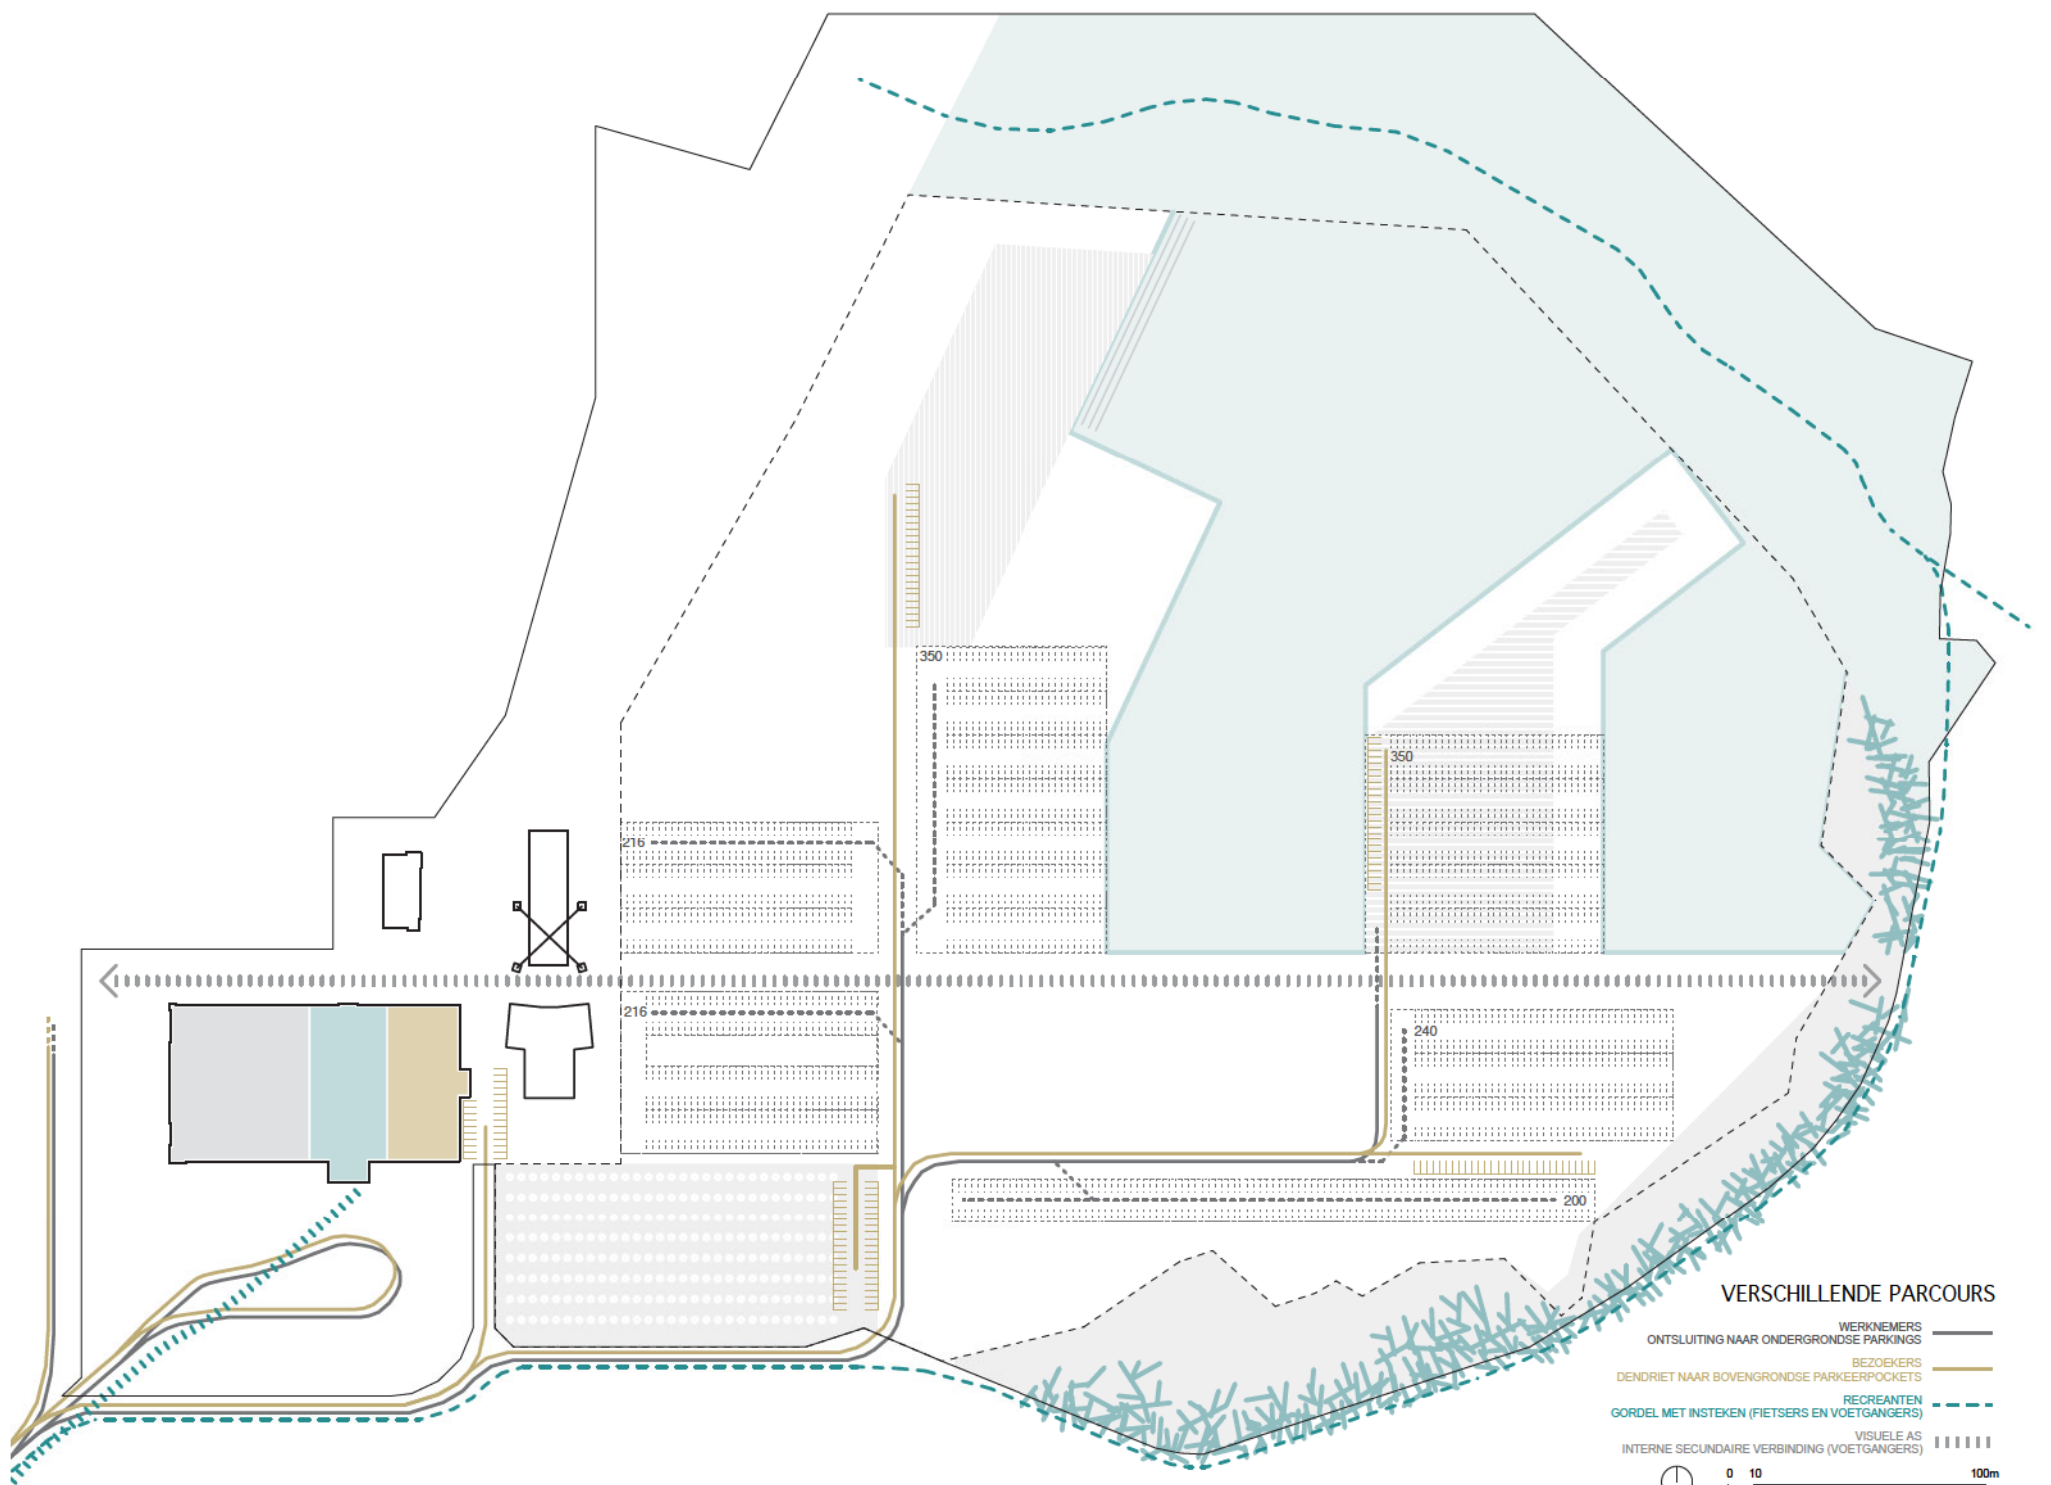 350
350
216
216
240
200
VERSCHILLENDE PARCOURS
WERKNEMERS
ONTSLUITING NAAR ONDERGRONDSE PARKINGS
BEZOEKERS
DENDRIET NAAR BOVENGRONDSE PARKEERPOCKETS
RECREANTEN
GORDEL MET INSTEKEN (FIETSERS EN VOETGANGERS)
VISUELE AS
INTERNE SECUNDAIRE VERBINDING (VOETGANGERS)
0 10 100m